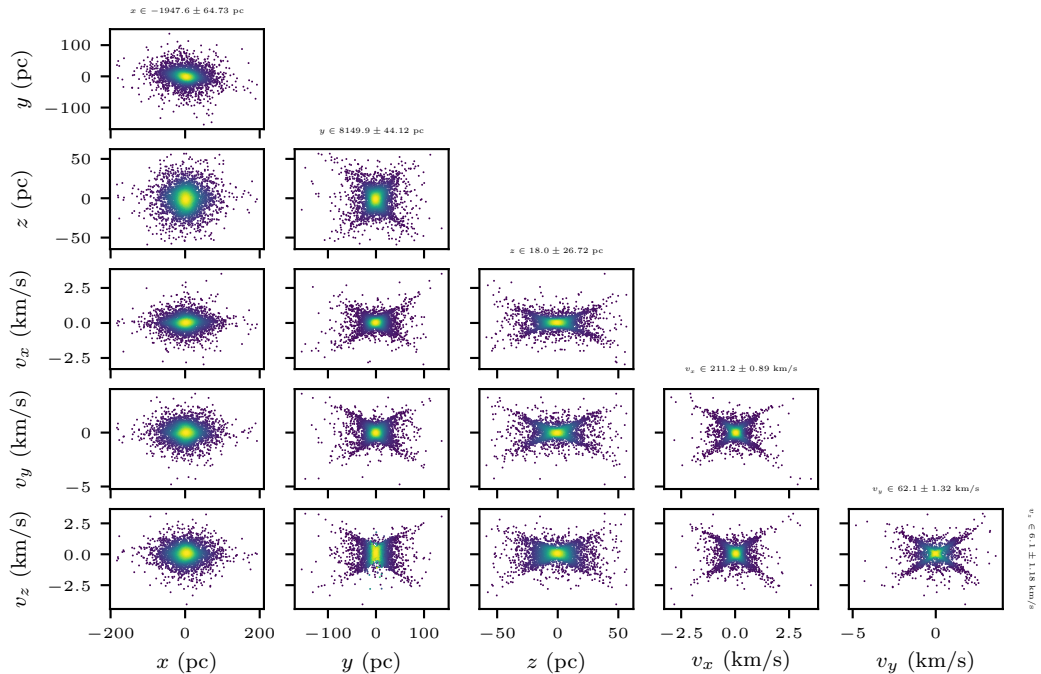 x ∈ −1947.6 ± 64.73 pc
y (pc)
100
0
−100
y ∈ 8149.9 ± 44.12 pc
z (pc)
50
0
−50
z ∈ 18.0 ± 26.72 pc
v_x (km/s)
2.5
0.0
−2.5
v_x ∈ 211.2 ± 0.89 km/s
v_y (km/s)
0
−5
v_y ∈ 62.1 ± 1.32 km/s
v_z (km/s)
2.5
0.0
−2.5
v_z ∈ 6.1 ± 1.18 km/s
−200 0 200 −100 0 100 −50 0 50 −2.5 0.0 2.5 −5 0
x (pc) y (pc) z (pc) v_x (km/s) v_y (km/s)